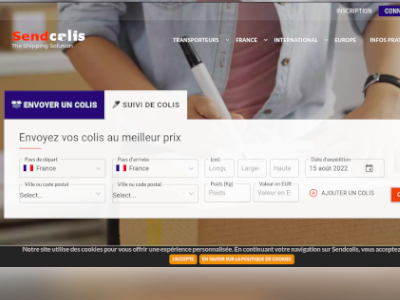 INSCRIPTION CONN
Sendcolis
The Shipping Solution
TRANSPORTEURS FRANCE INTERNATIONAL EUROPE INFOS PRAT
ENVOYER UN COLIS SUIVI DE COLIS
Envoyez vos colis au meilleur prix
Pays de départ Pays d'arrivée (cm) Date d'expédition
France France Longu Large Haute 15 août 2022
Ville ou code postal Ville ou code postal Poids (Kg) Valeur en EUR
Select... Select... Poids Valeur en E AJOUTER UN COLIS
Notre site utilise des cookies pour vous offrir une expérience personnalisée. En continuant votre navigation sur Sendcolis, vous acceptez
J'ACCEPTE EN SAVOIR SUR LA POLITIQUE DE COOKIES